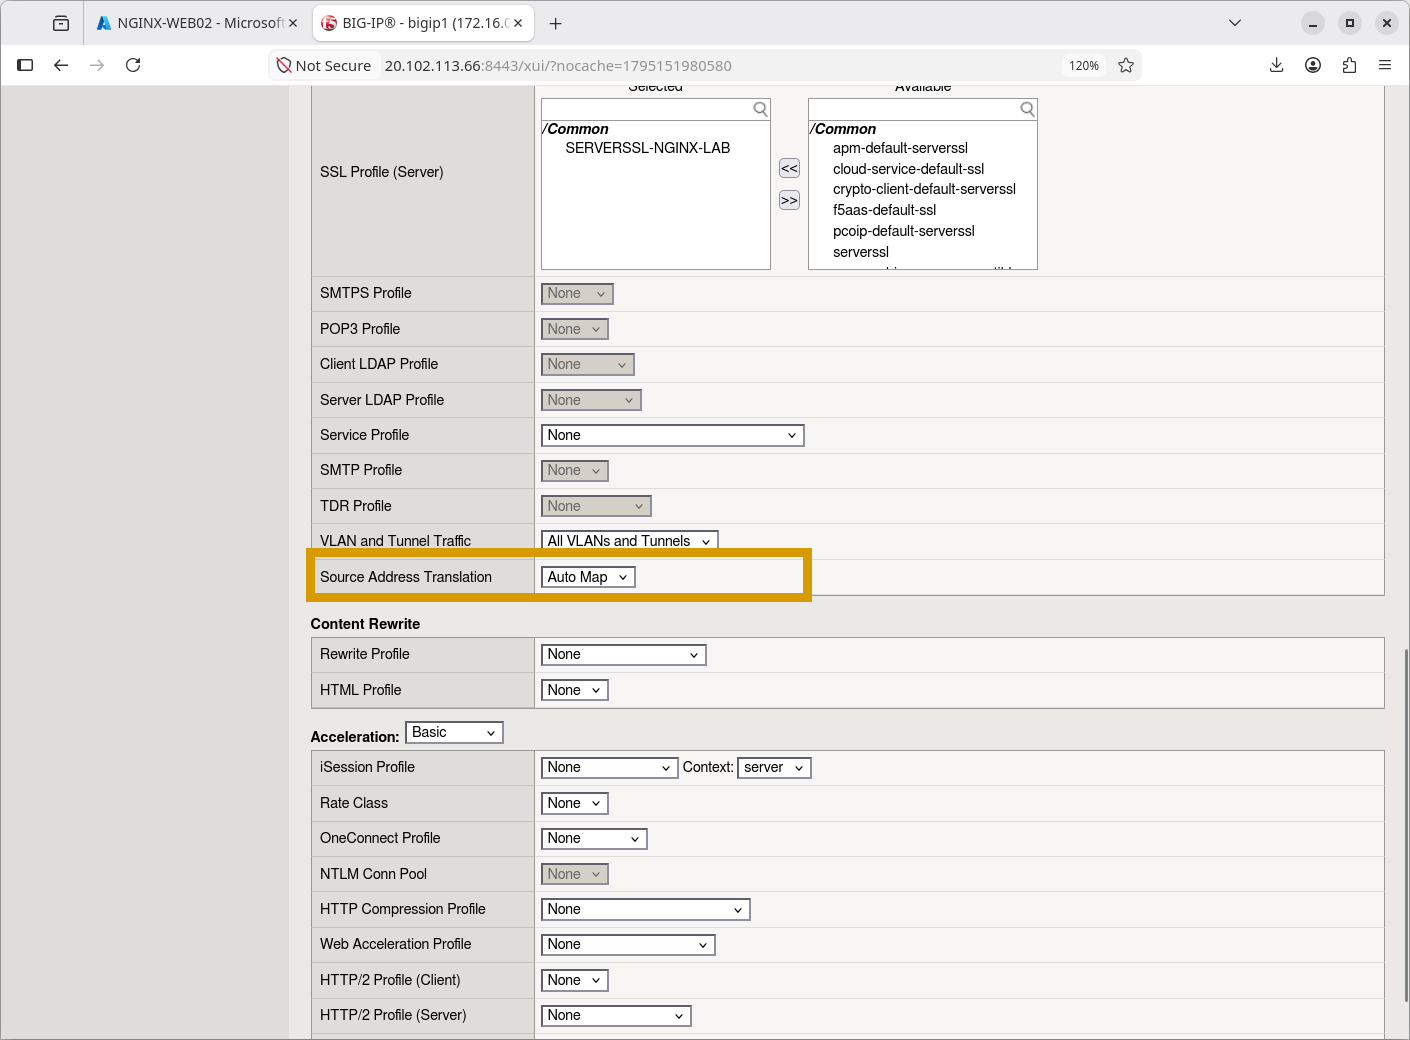 NGINX-WEB02 - Microsoft
BIG-IP® - bigip1 (172.16.0
Not Secure
20.102.113.66:8443/xui/?nocache=1795151980580
120%
Selected
Available
SSL Profile (Server)
/Common
SERVERSSL-NGINX-LAB
<<
>>
/Common
apm-default-serverssl
cloud-service-default-ssl
crypto-client-default-serverssl
f5aas-default-ssl
pcoip-default-serverssl
serverssl
SMTPS Profile None
POP3 Profile None
Client LDAP Profile None
Server LDAP Profile None
Service Profile None
SMTP Profile None
TDR Profile None
VLAN and Tunnel Traffic All VLANs and Tunnels
Source Address Translation Auto Map
Content Rewrite
Rewrite Profile None
HTML Profile None
Acceleration: Basic
iSession Profile None Context: server
Rate Class None
OneConnect Profile None
NTLM Conn Pool None
HTTP Compression Profile None
Web Acceleration Profile None
HTTP/2 Profile (Client) None
HTTP/2 Profile (Server) None